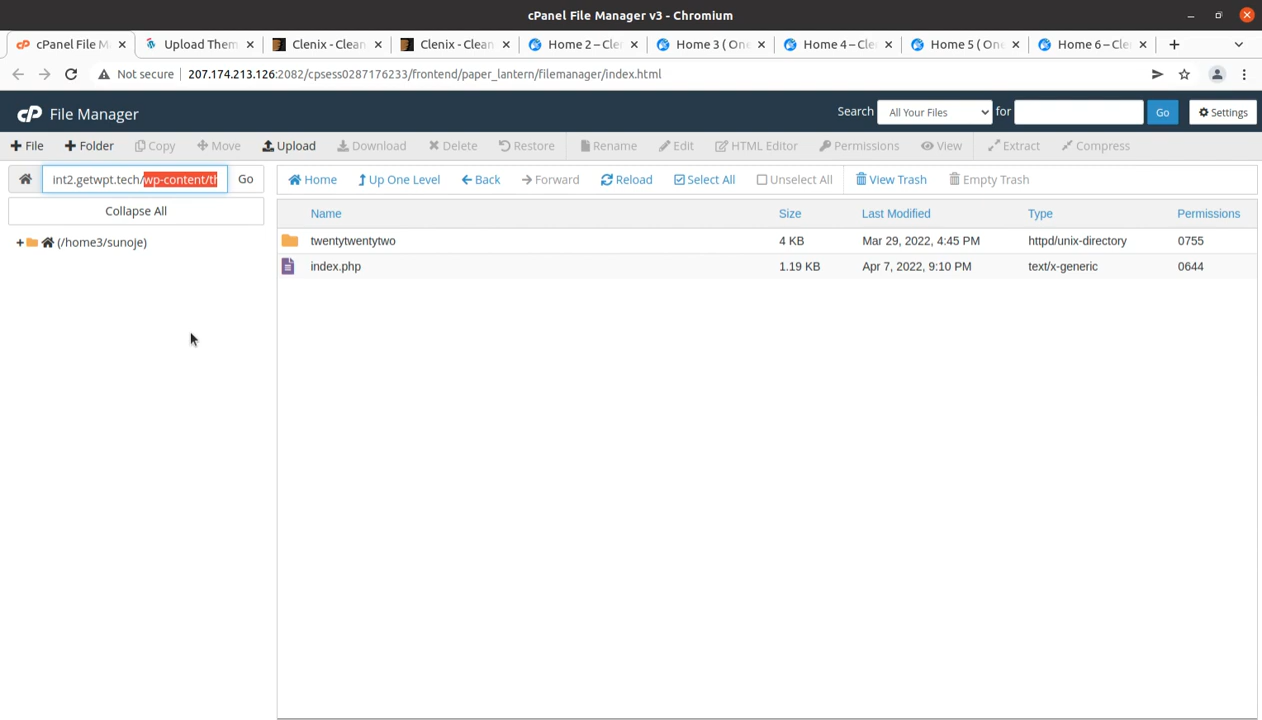 cPanel File Manager v3 - Chromium
cPanel File M
Upload Them
Clenix - Clean
Clenix - Clean
Home 2 – Cle
Home 3 ( One
Home 4 – Cle
Home 5 ( One
Home 6 – Cle
Not secure
207.174.213.126:2082/cpsess0287176233/frontend/paper_lantern/filemanager/index.html
cP File Manager
Search
All Your Files
for
Go
Settings
File
Folder
Copy
Move
Upload
Download
Delete
Restore
Rename
Edit
HTML Editor
Permissions
View
Extract
Compress
int2.getwpt.tech/wp-content/th
Go
Home
Up One Level
Back
Forward
Reload
Select All
Unselect All
View Trash
Empty Trash
Collapse All
(/home3/sunoje)
Name Size Last Modified Type Permissions
twentytwentytwo 4 KB Mar 29, 2022, 4:45 PM httpd/unix-directory 0755
index.php 1.19 KB Apr 7, 2022, 9:10 PM text/x-generic 0644